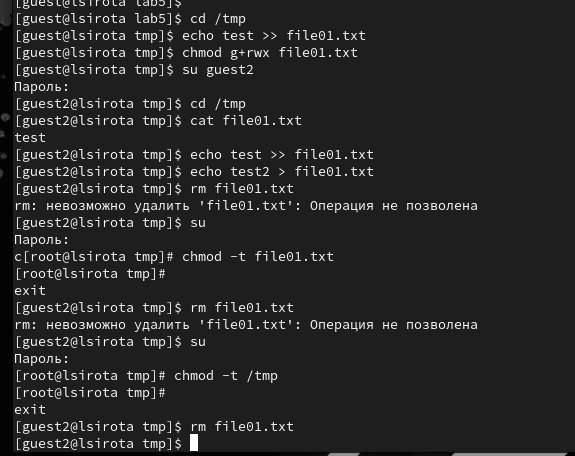 [guest@lsirota lab5]$
[guest@lsirota lab5]$ cd /tmp
[guest@lsirota tmp]$ echo test >> file01.txt
[guest@lsirota tmp]$ chmod g+rwx file01.txt
[guest@lsirota tmp]$ su guest2
Пароль:
[guest2@lsirota tmp]$ cd /tmp
[guest2@lsirota tmp]$ cat file01.txt
test
[guest2@lsirota tmp]$ echo test >> file01.txt
[guest2@lsirota tmp]$ echo test2 > file01.txt
[guest2@lsirota tmp]$ rm file01.txt
rm: невозможно удалить 'file01.txt': Операция не позволена
[guest2@lsirota tmp]$ su
Пароль:
c[root@lsirota tmp]# chmod -t file01.txt
[root@lsirota tmp]#
exit
[guest2@lsirota tmp]$ rm file01.txt
rm: невозможно удалить 'file01.txt': Операция не позволена
[guest2@lsirota tmp]$ su
Пароль:
[root@lsirota tmp]# chmod -t /tmp
[root@lsirota tmp]#
exit
[guest2@lsirota tmp]$ rm file01.txt
[guest2@lsirota tmp]$